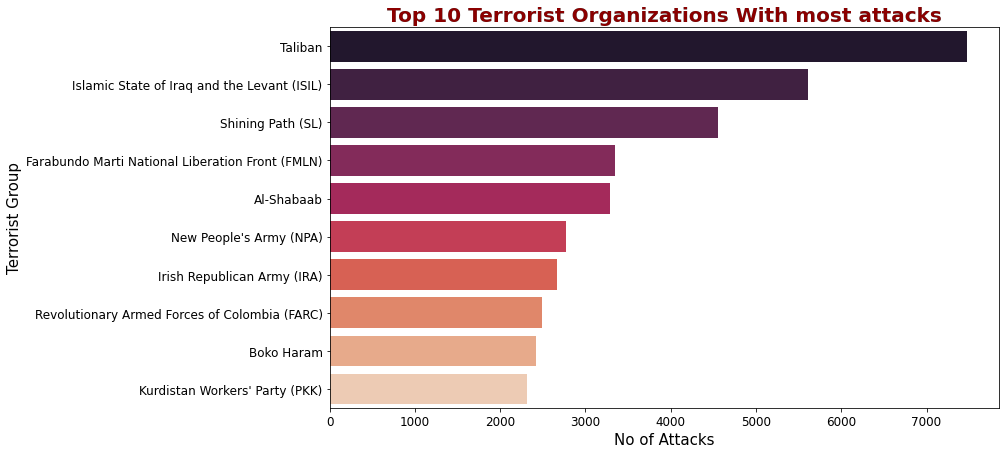 Top 10 Terrorist Organizations With most attacks
Terrorist Group
Taliban
Islamic State of Iraq and the Levant (ISIL)
Shining Path (SL)
Farabundo Marti National Liberation Front (FMLN)
Al-Shabaab
New People's Army (NPA)
Irish Republican Army (IRA)
Revolutionary Armed Forces of Colombia (FARC)
Boko Haram
Kurdistan Workers' Party (PKK)
0 1000 2000 3000 4000 5000 6000 7000
No of Attacks